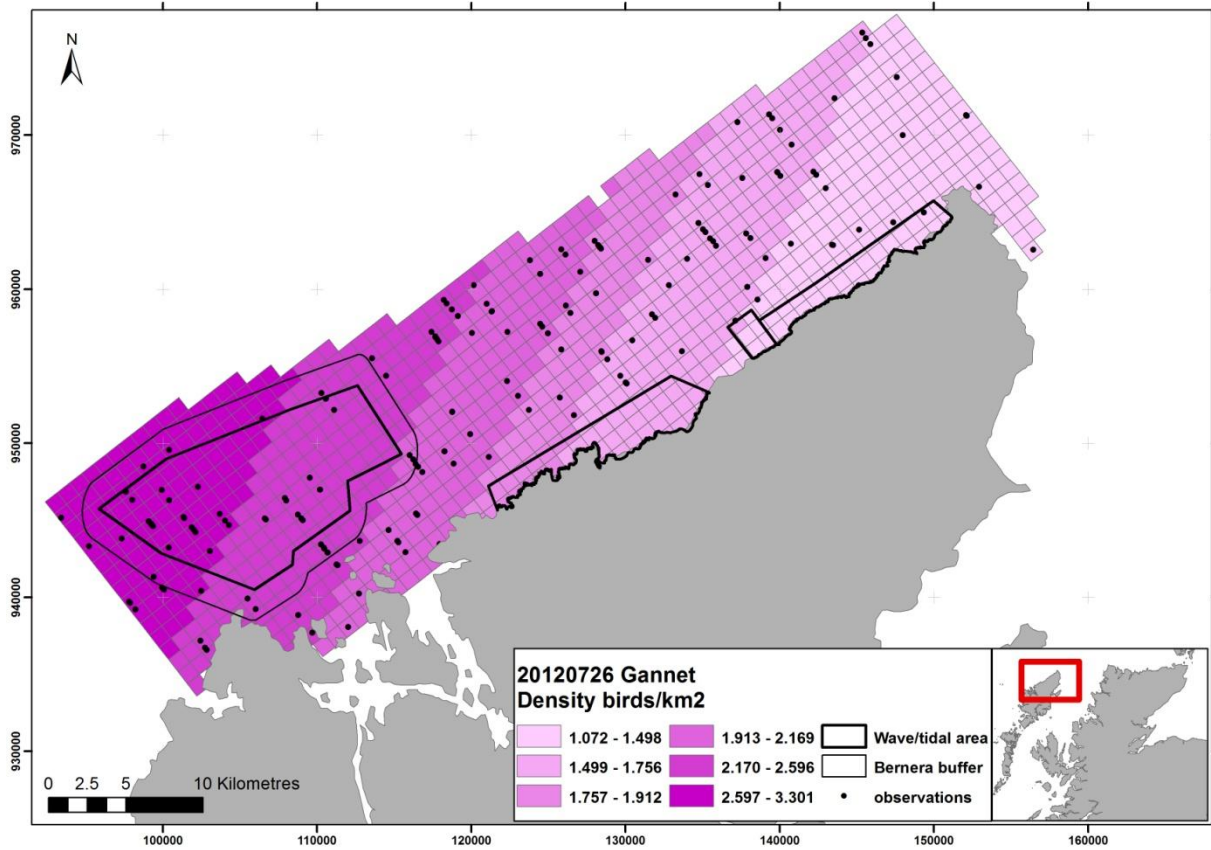 N
970000
960000
950000
940000
930000
20120726 Gannet
Density birds/km2
1.072 - 1.498
1.913 - 2.169
Wave/tidal area
1.499 - 1.756
2.170 - 2.596
Bernera buffer
1.757 - 1.912
2.597 - 3.301
observations
0 2.5 5 10 Kilometres
100000 110000 120000 130000 140000 150000 160000